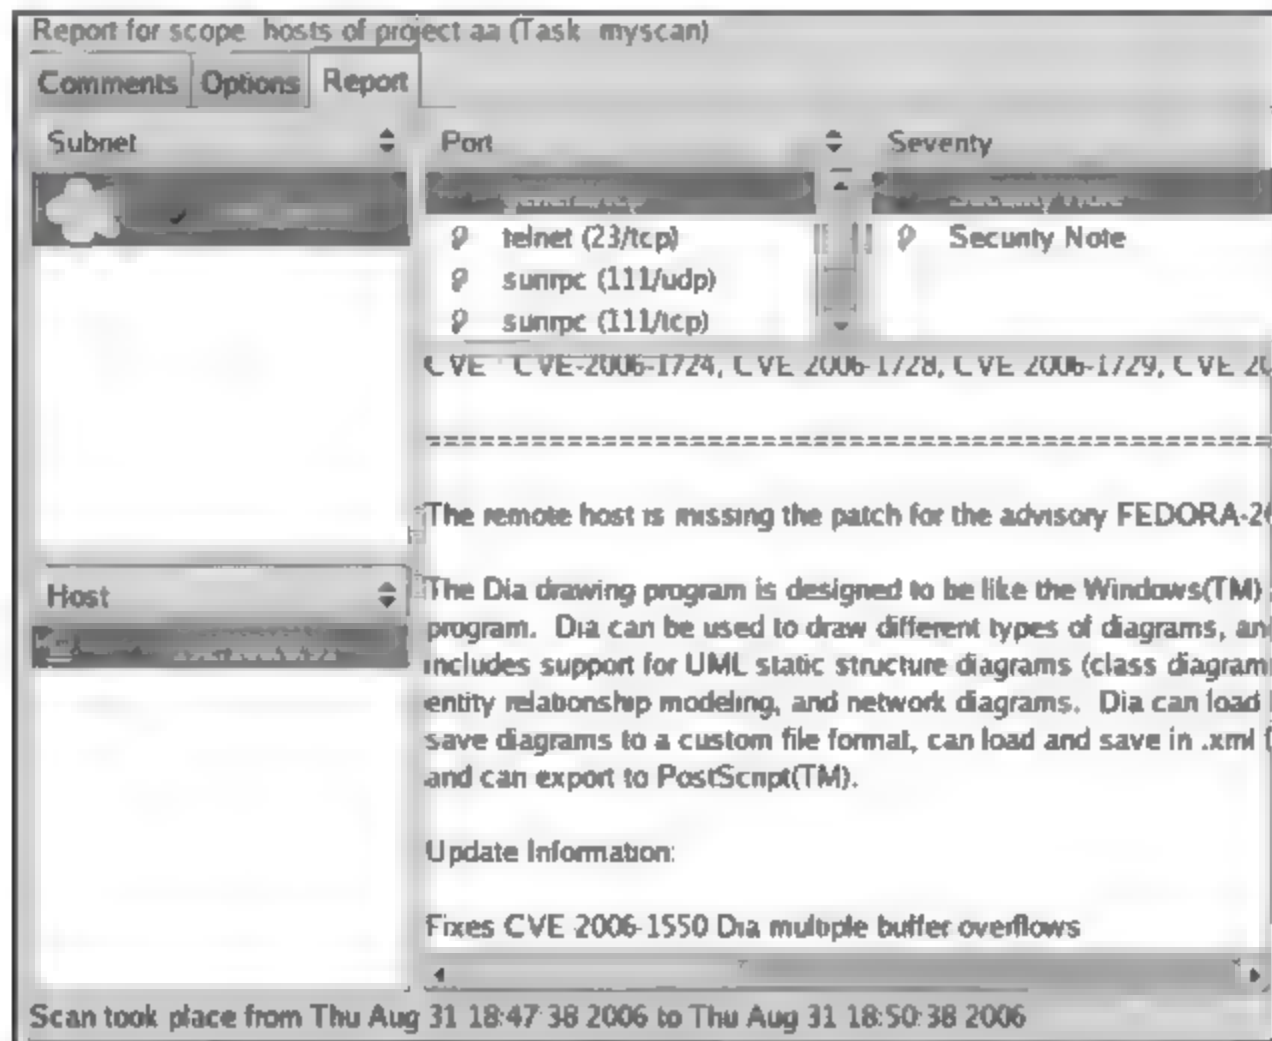 Report for scope hosts of project aa (Task myscan)
Comments Options Report
Subnet
Port
Severity
telnet (23/tcp)
Security Note
sunrpc (111/udp)
sunrpc (111/tcp)
CVE : CVE-2006-1724, CVE 2006-1728, CVE 2006-1729, CVE 20
==================================================
The remote host is missing the patch for the advisory FEDORA-20
Host
The Dia drawing program is designed to be like the Windows(TM)
program. Dia can be used to draw different types of diagrams, and
includes support for UML static structure diagrams (class diagram
entity relationship modeling, and network diagrams. Dia can load
save diagrams to a custom file format, can load and save in .xml f
and can export to PostScript(TM).
Update Information:
Fixes CVE 2006-1550 Dia multiple buffer overflows
Scan took place from Thu Aug 31 18:47:38 2006 to Thu Aug 31 18:50:38 2006